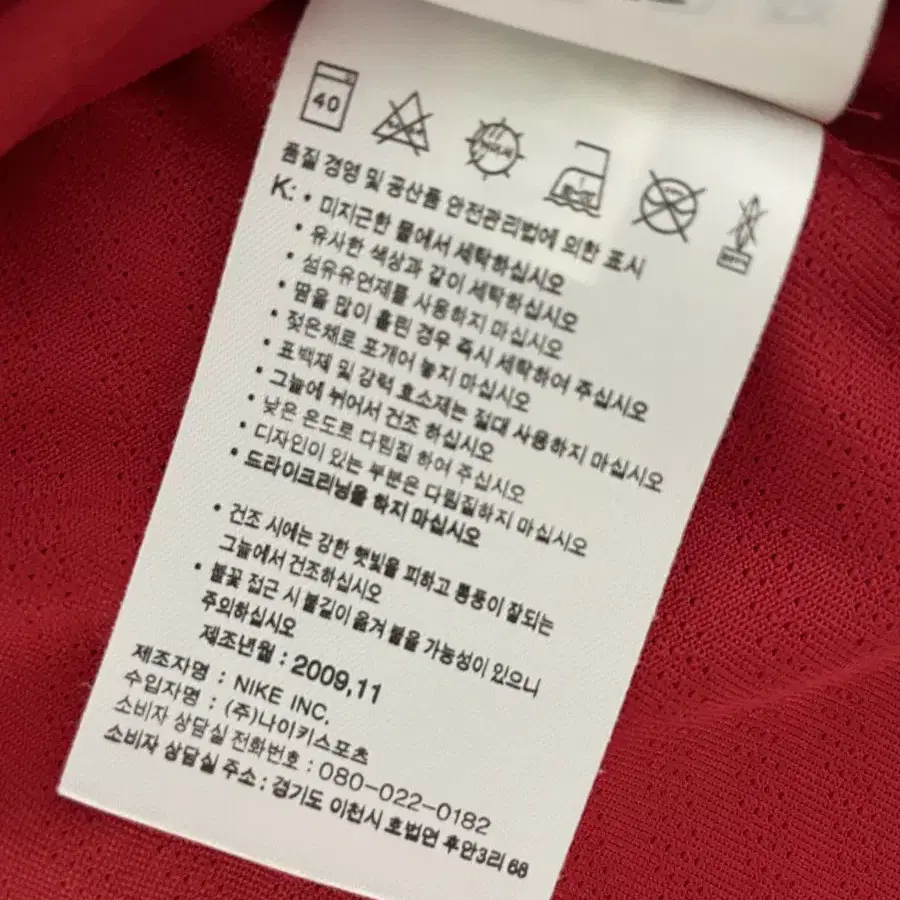 40
품질 경영 및 공산품 안전관리법에 의한 표시
K: • 미지근한 물에서 세탁하십시오
• 유사한 색상과 같이 세탁하십시오
• 섬유유연제를 사용하지 마십시오
• 땀을 많이 흘린 경우 즉시 세탁하여 주십시오
• 젖은채로 포개어 놓지 마십시오
• 표백제 및 강력 효소제는 절대 사용하지 마십시오
• 그늘에 뉘어서 건조 하십시오
• 낮은 온도로 다림질 하여 주십시오
• 디자인이 있는 부분은 다림질하지 마십시오
• 드라이크리닝을 하지 마십시오
• 건조 시에는 강한 햇빛을 피하고 통풍이 잘되는
그늘에서 건조하십시오
• 불꽃 접근 시 불길이 옮겨 붙을 가능성이 있으니
주의하십시오
제조년월 : 2009,11
제조자명 : NIKE INC.
수입자명 : (주)나이키스포츠
소비자 상담실 전화번호 : 080-022-0182
소비자 상담실 주소 : 경기도 이천시 호법면 후안3리 68